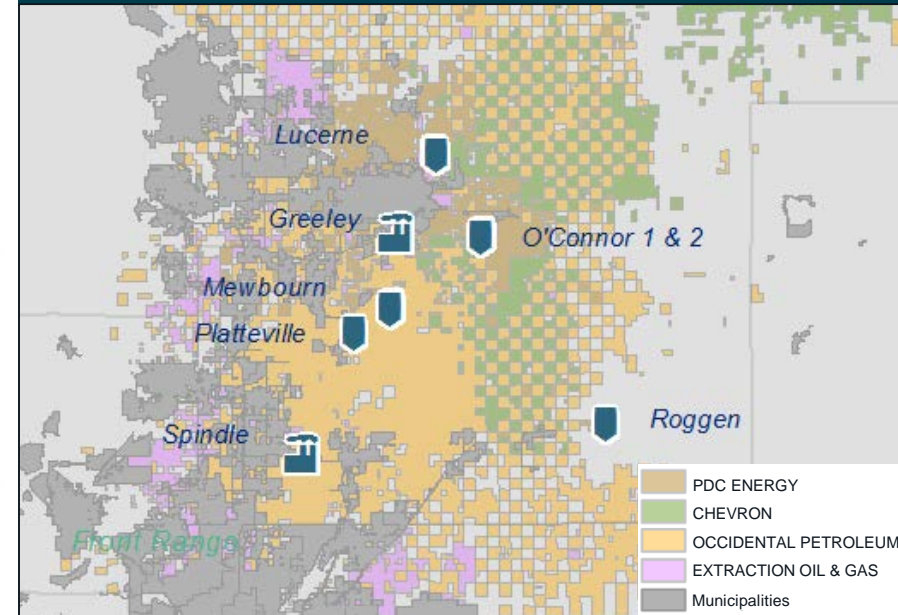 Lucerne
Greeley
O'Connor 1 & 2
Mewbourn
Platteville
Roggen
Spindle
Front Range
PDC ENERGY
CHEVRON
OCCIDENTAL PETROLEUM
EXTRACTION OIL & GAS
Municipalities